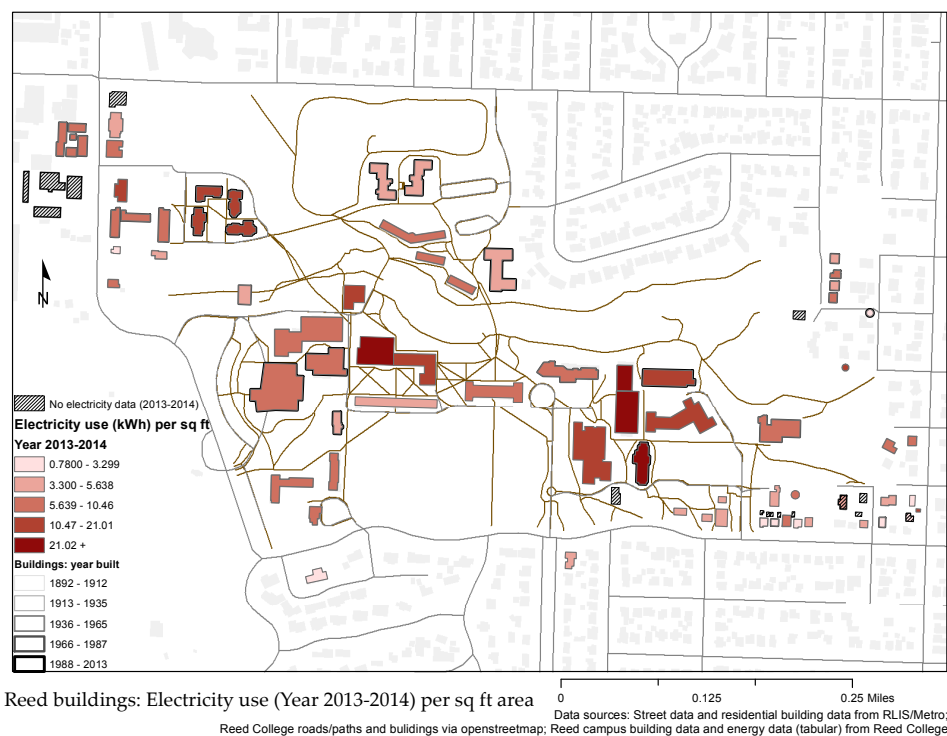 N
No electricity data (2013-2014)
Electricity use (kWh) per sq ft
Year 2013-2014
0.7800 - 3.299
3.300 - 5.638
5.639 - 10.46
10.47 - 21.01
21.02 +
Buildings: year built
1892 - 1912
1913 - 1935
1936 - 1965
1966 - 1987
1988 - 2013
Reed buildings: Electricity use (Year 2013-2014) per sq ft area
0 0.125 0.25 Miles
Data sources: Street data and residential building data from RLIS/Metro;
Reed College roads/paths and bulidings via openstreetmap; Reed campus building data and energy data (tabular) from Reed College